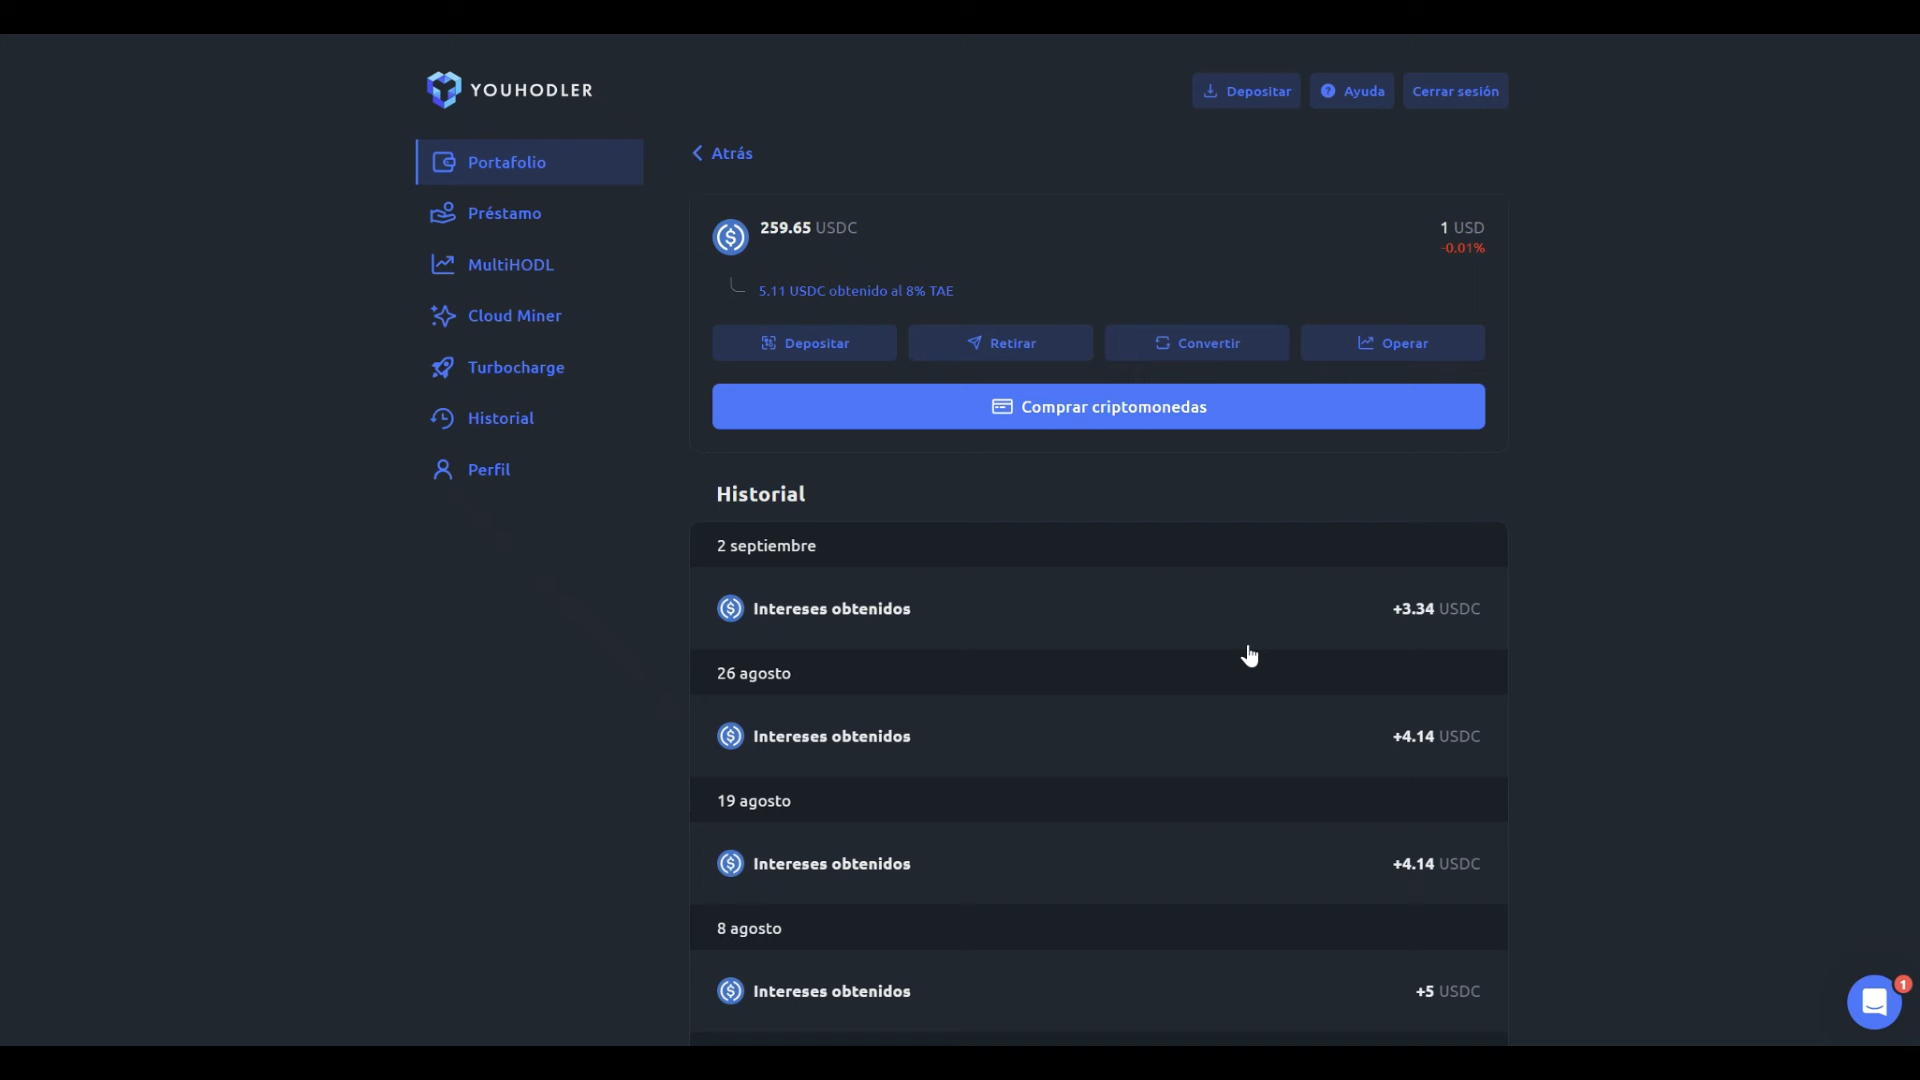 YOUHODLER
Depositar
Ayuda
Cerrar sesión
Portafolio
Préstamo
MultiHODL
Cloud Miner
Turbocharge
Historial
Perfil
Atrás
259.65 USDC
1 USD
-0.01%
5.11 USDC obtenido al 8% TAE
Depositar
Retirar
Convertir
Operar
Comprar criptomonedas
Historial
2 septiembre
Intereses obtenidos +3.34 USDC
26 agosto
Intereses obtenidos +4.14 USDC
19 agosto
Intereses obtenidos +4.14 USDC
8 agosto
Intereses obtenidos +5 USDC
1